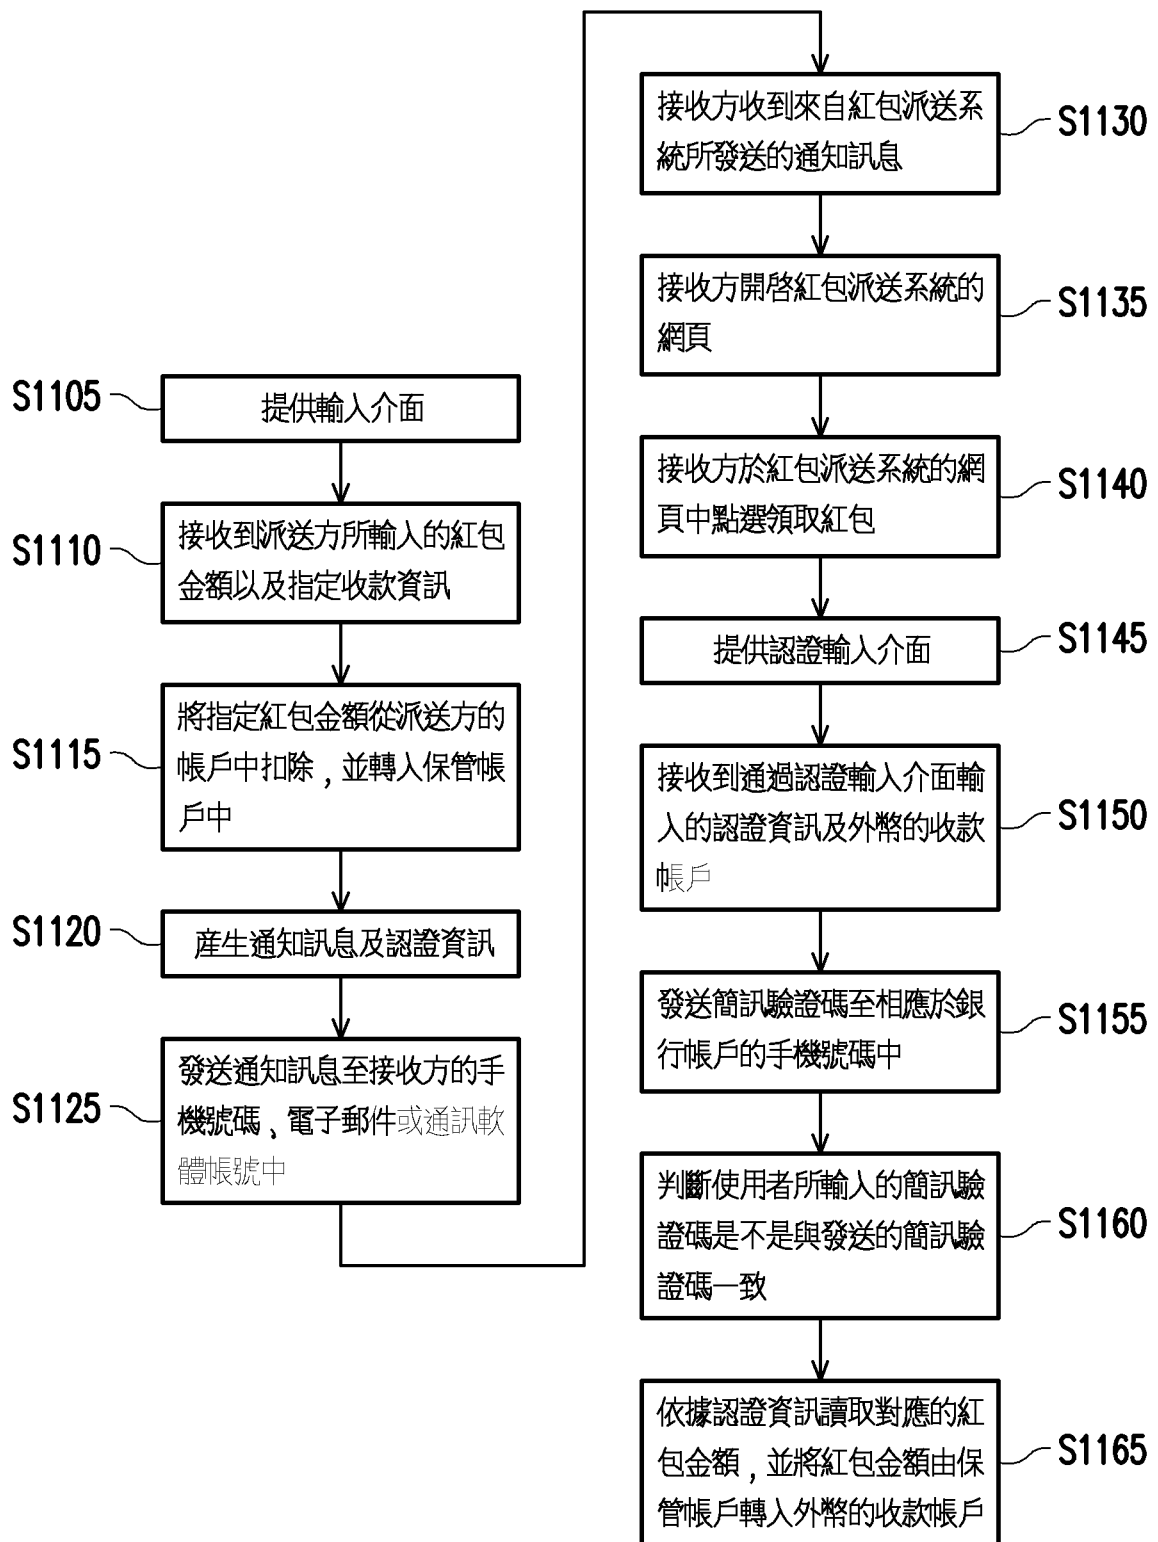 S1105
提供輸入介面
S1110
接收到派送方所輸入的紅包
金額以及指定收款資訊
S1115
將指定紅包金額從派送方的
帳戶中扣除，並轉入保管帳
戶中
S1120
產生通知訊息及認證資訊
S1125
發送通知訊息至接收方的手
機號碼、電子郵件或通訊軟
體帳號中
S1130
接收方收到來自紅包派送系
統所發送的通知訊息
S1135
接收方開啓紅包派送系統的
網頁
S1140
接收方於紅包派送系統的網
頁中點選領取紅包
S1145
提供認證輸入介面
S1150
接收到通過認證輸入介面輸
入的認證資訊及外幣的收款
帳戶
S1155
發送簡訊驗證碼至相應於銀
行帳戶的手機號碼中
S1160
判斷使用者所輸入的簡訊驗
證碼是不是與發送的簡訊驗
證碼一致
S1165
依據認證資訊讀取對應的紅
包金額，並將紅包金額由保
管帳戶轉入外幣的收款帳戶